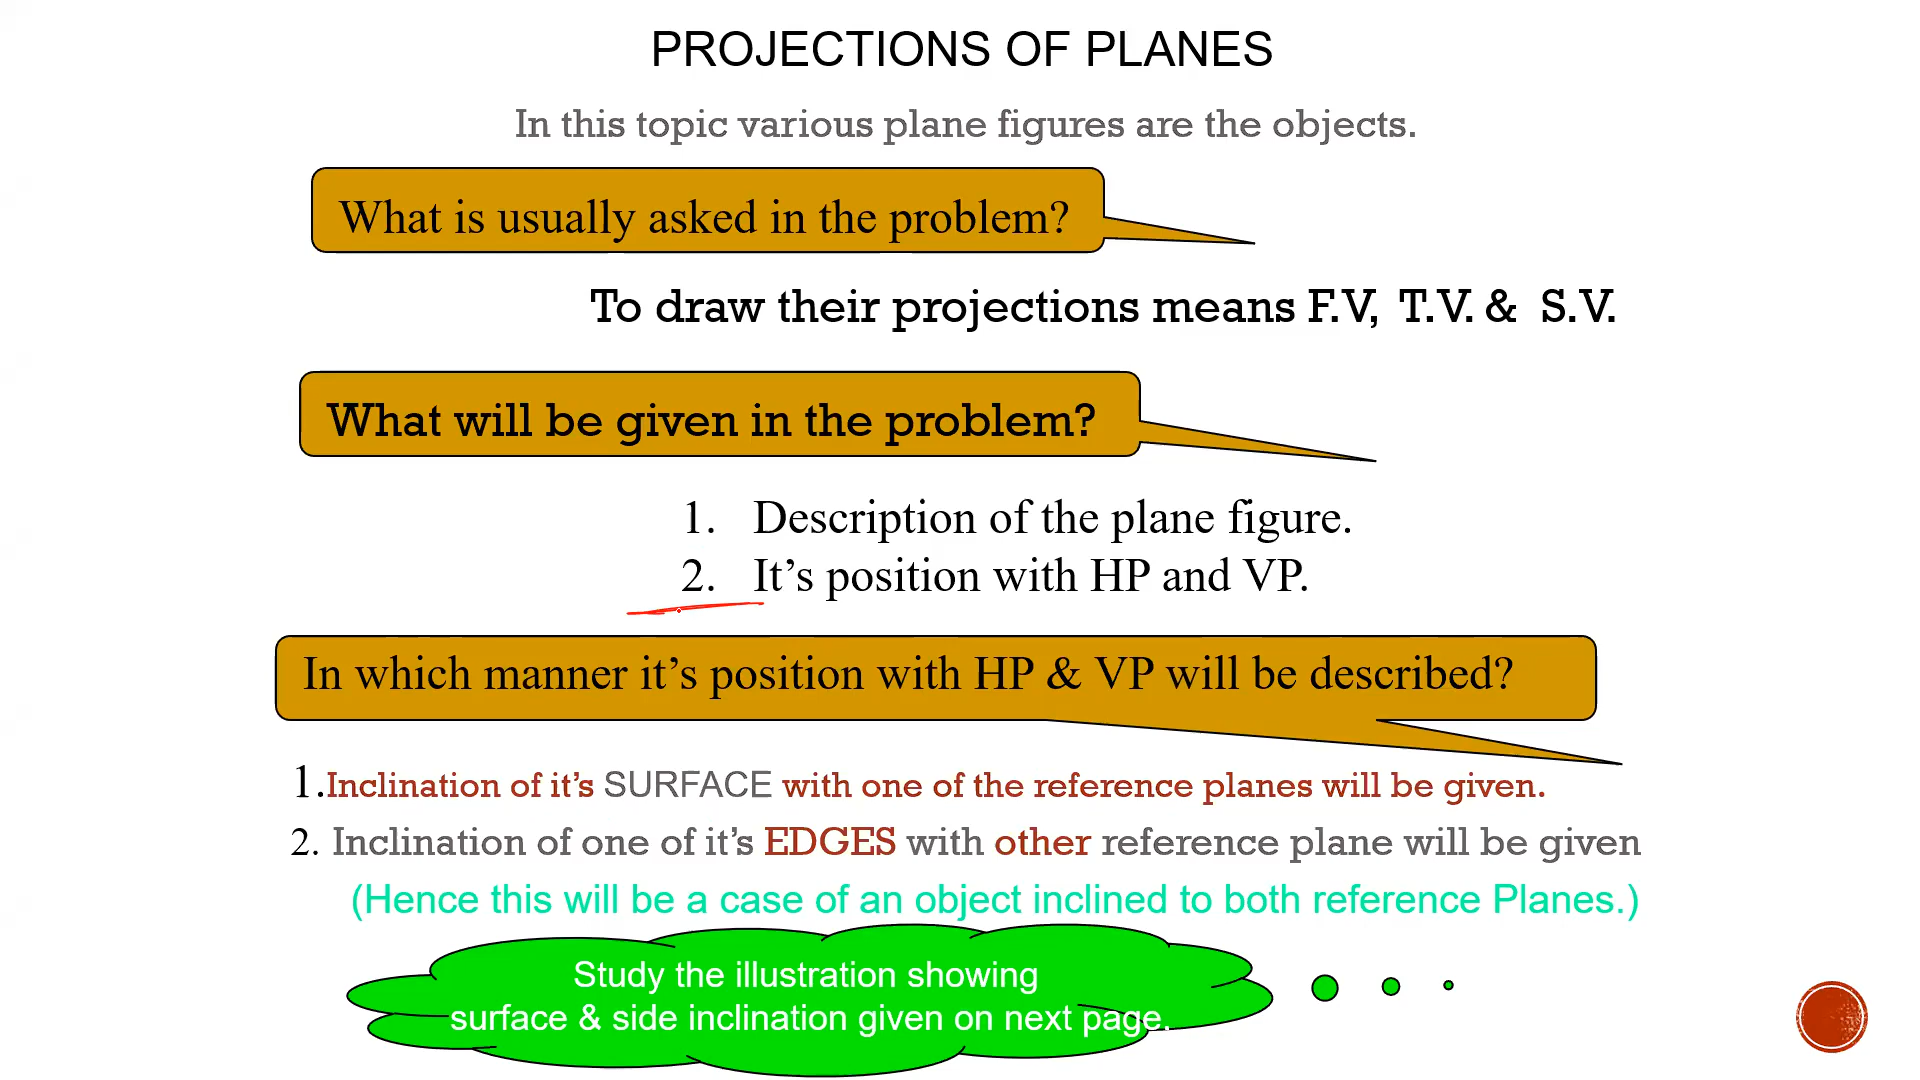 PROJECTIONS OF PLANES
In this topic various plane figures are the objects.
What is usually asked in the problem?
To draw their projections means F.V, T.V. & S.V.
What will be given in the problem?
1. Description of the plane figure.
2. It’s position with HP and VP.
In which manner it’s position with HP & VP will be described?
1.Inclination of it’s SURFACE with one of the reference planes will be given.
2. Inclination of one of it’s EDGES with other reference plane will be given
(Hence this will be a case of an object inclined to both reference Planes.)
Study the illustration showing
surface & side inclination given on next page.